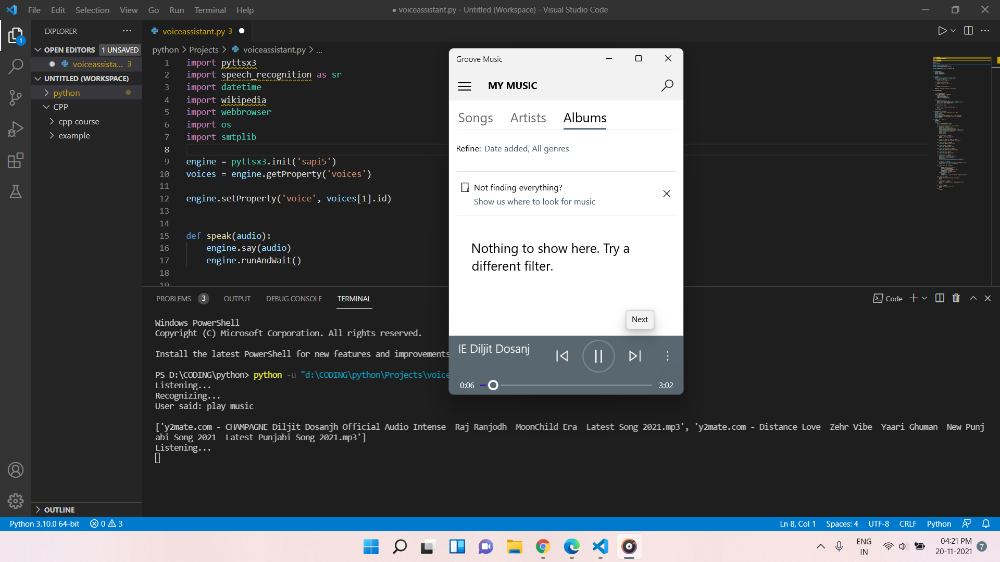 File Edit Selection View Go Run Terminal Help
● voiceassistant.py - Untitled (Workspace) - Visual Studio Code
EXPLORER
OPEN EDITORS 1 UNSAVED
voiceassista... 3
UNTITLED (WORKSPACE)
python
CPP
cpp course
example
OUTLINE
1
voiceassistant.py 3
python > Projects > voiceassistant.py > ...
1 import pyttsx3
2 import speech_recognition as sr
3 import datetime
4 import wikipedia
5 import webbrowser
6 import os
7 import smtplib
8
9 engine = pyttsx3.init('sapi5')
10 voices = engine.getProperty('voices')
11
12 engine.setProperty('voice', voices[1].id)
13
14
15 def speak(audio):
16 engine.say(audio)
17 engine.runAndWait()
18
19
Groove Music
MY MUSIC
Songs Artists Albums
Refine: Date added, All genres
Not finding everything?
Show us where to look for music
Nothing to show here. Try a
different filter.
Next
IE Diljit Dosanj
0:06 3:02
PROBLEMS 3 OUTPUT DEBUG CONSOLE TERMINAL
Code
Windows PowerShell
Copyright (C) Microsoft Corporation. All rights reserved.
Install the latest PowerShell for new features and improvements
PS D:\CODING\python> python -u "d:\CODING\python\Projects\voice
Listening...
Recognizing...
User said: play music
['y2mate.com - CHAMPAGNE Diljit Dosanjh Official Audio Intense  Raj Ranjodh  MoonChild Era  Latest Song 2021.mp3', 'y2mate.com - Distance Love  Zehr Vibe  Yaari Ghuman  New Punj
abi Song 2021  Latest Punjabi Song 2021.mp3']
Listening...
Python 3.10.0 64-bit 0 3
Ln 8, Col 1 Spaces: 4 UTF-8 CRLF Python
ENG
IN
04:21 PM
20-11-2021
7